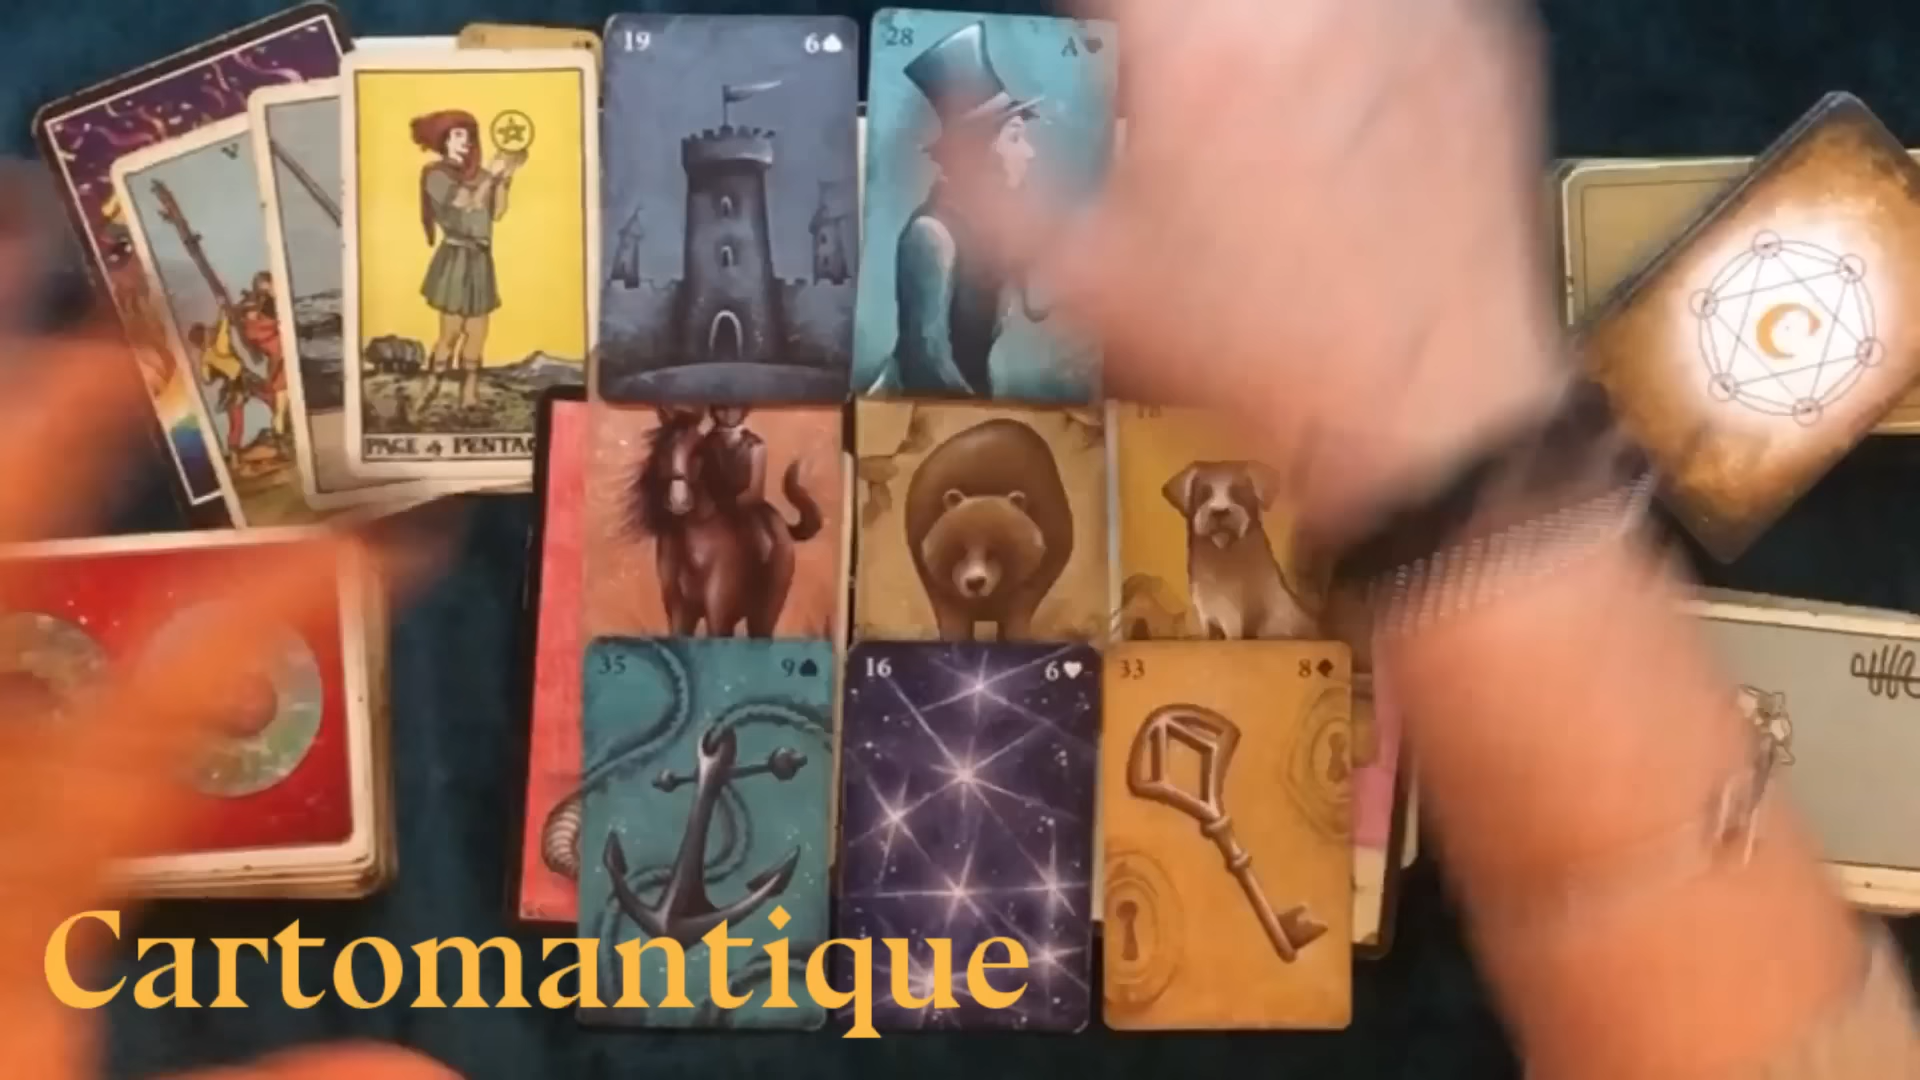 19 6♠
28 A♥
V
PAGE of PENTAC
35 9♠
16 6♥
33 8♦
Cartomantique